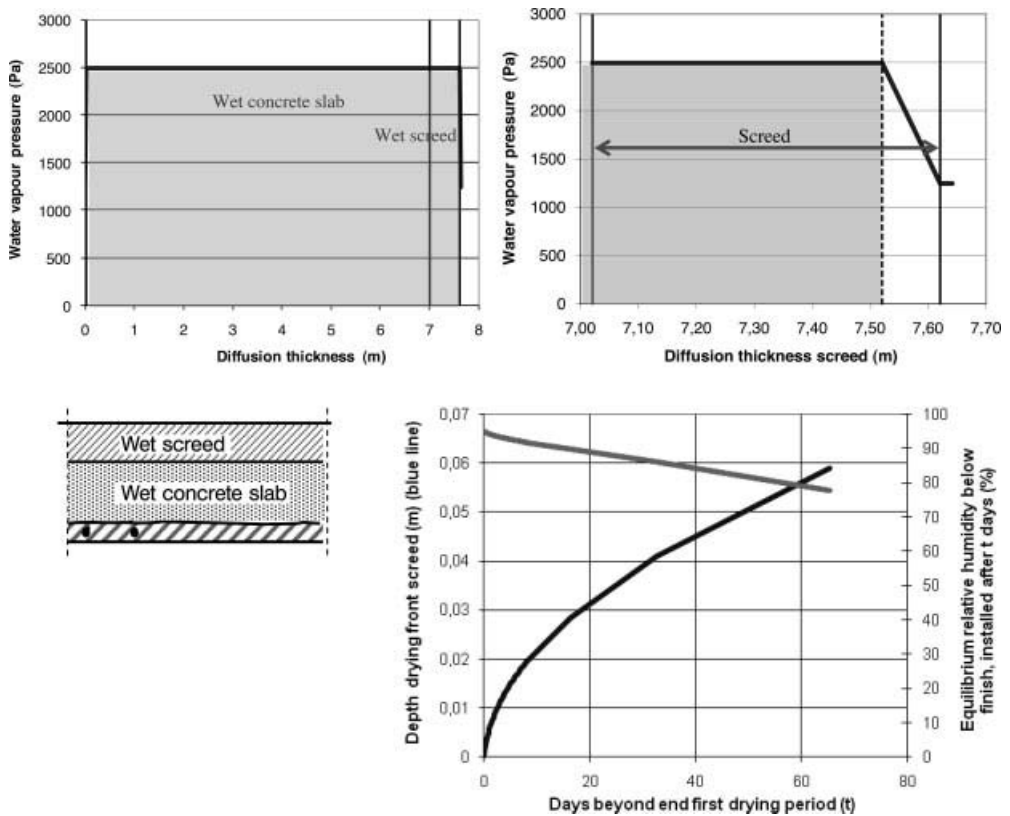 Water vapour pressure (Pa)
3000
2500
2000
1500
1000
500
0
Wet concrete slab
Wet screed
0 1 2 3 4 5 6 7 8
Diffusion thickness (m)
Water vapour pressure (Pa)
3000
2500
2000
1500
1000
500
0
Screed
7,00 7,10 7,20 7,30 7,40 7,50 7,60 7,70
Diffusion thickness screed (m)
Wet screed
Wet concrete slab
Depth drying front screed (m) (blue line)
0,07
0,06
0,05
0,04
0,03
0,02
0,01
0
0 20 40 60 80
Days beyond end first drying period (t)
100
90
80
70
60
50
40
30
20
10
0
Equilibrium relative humidity below
finish, installed after t days (%)